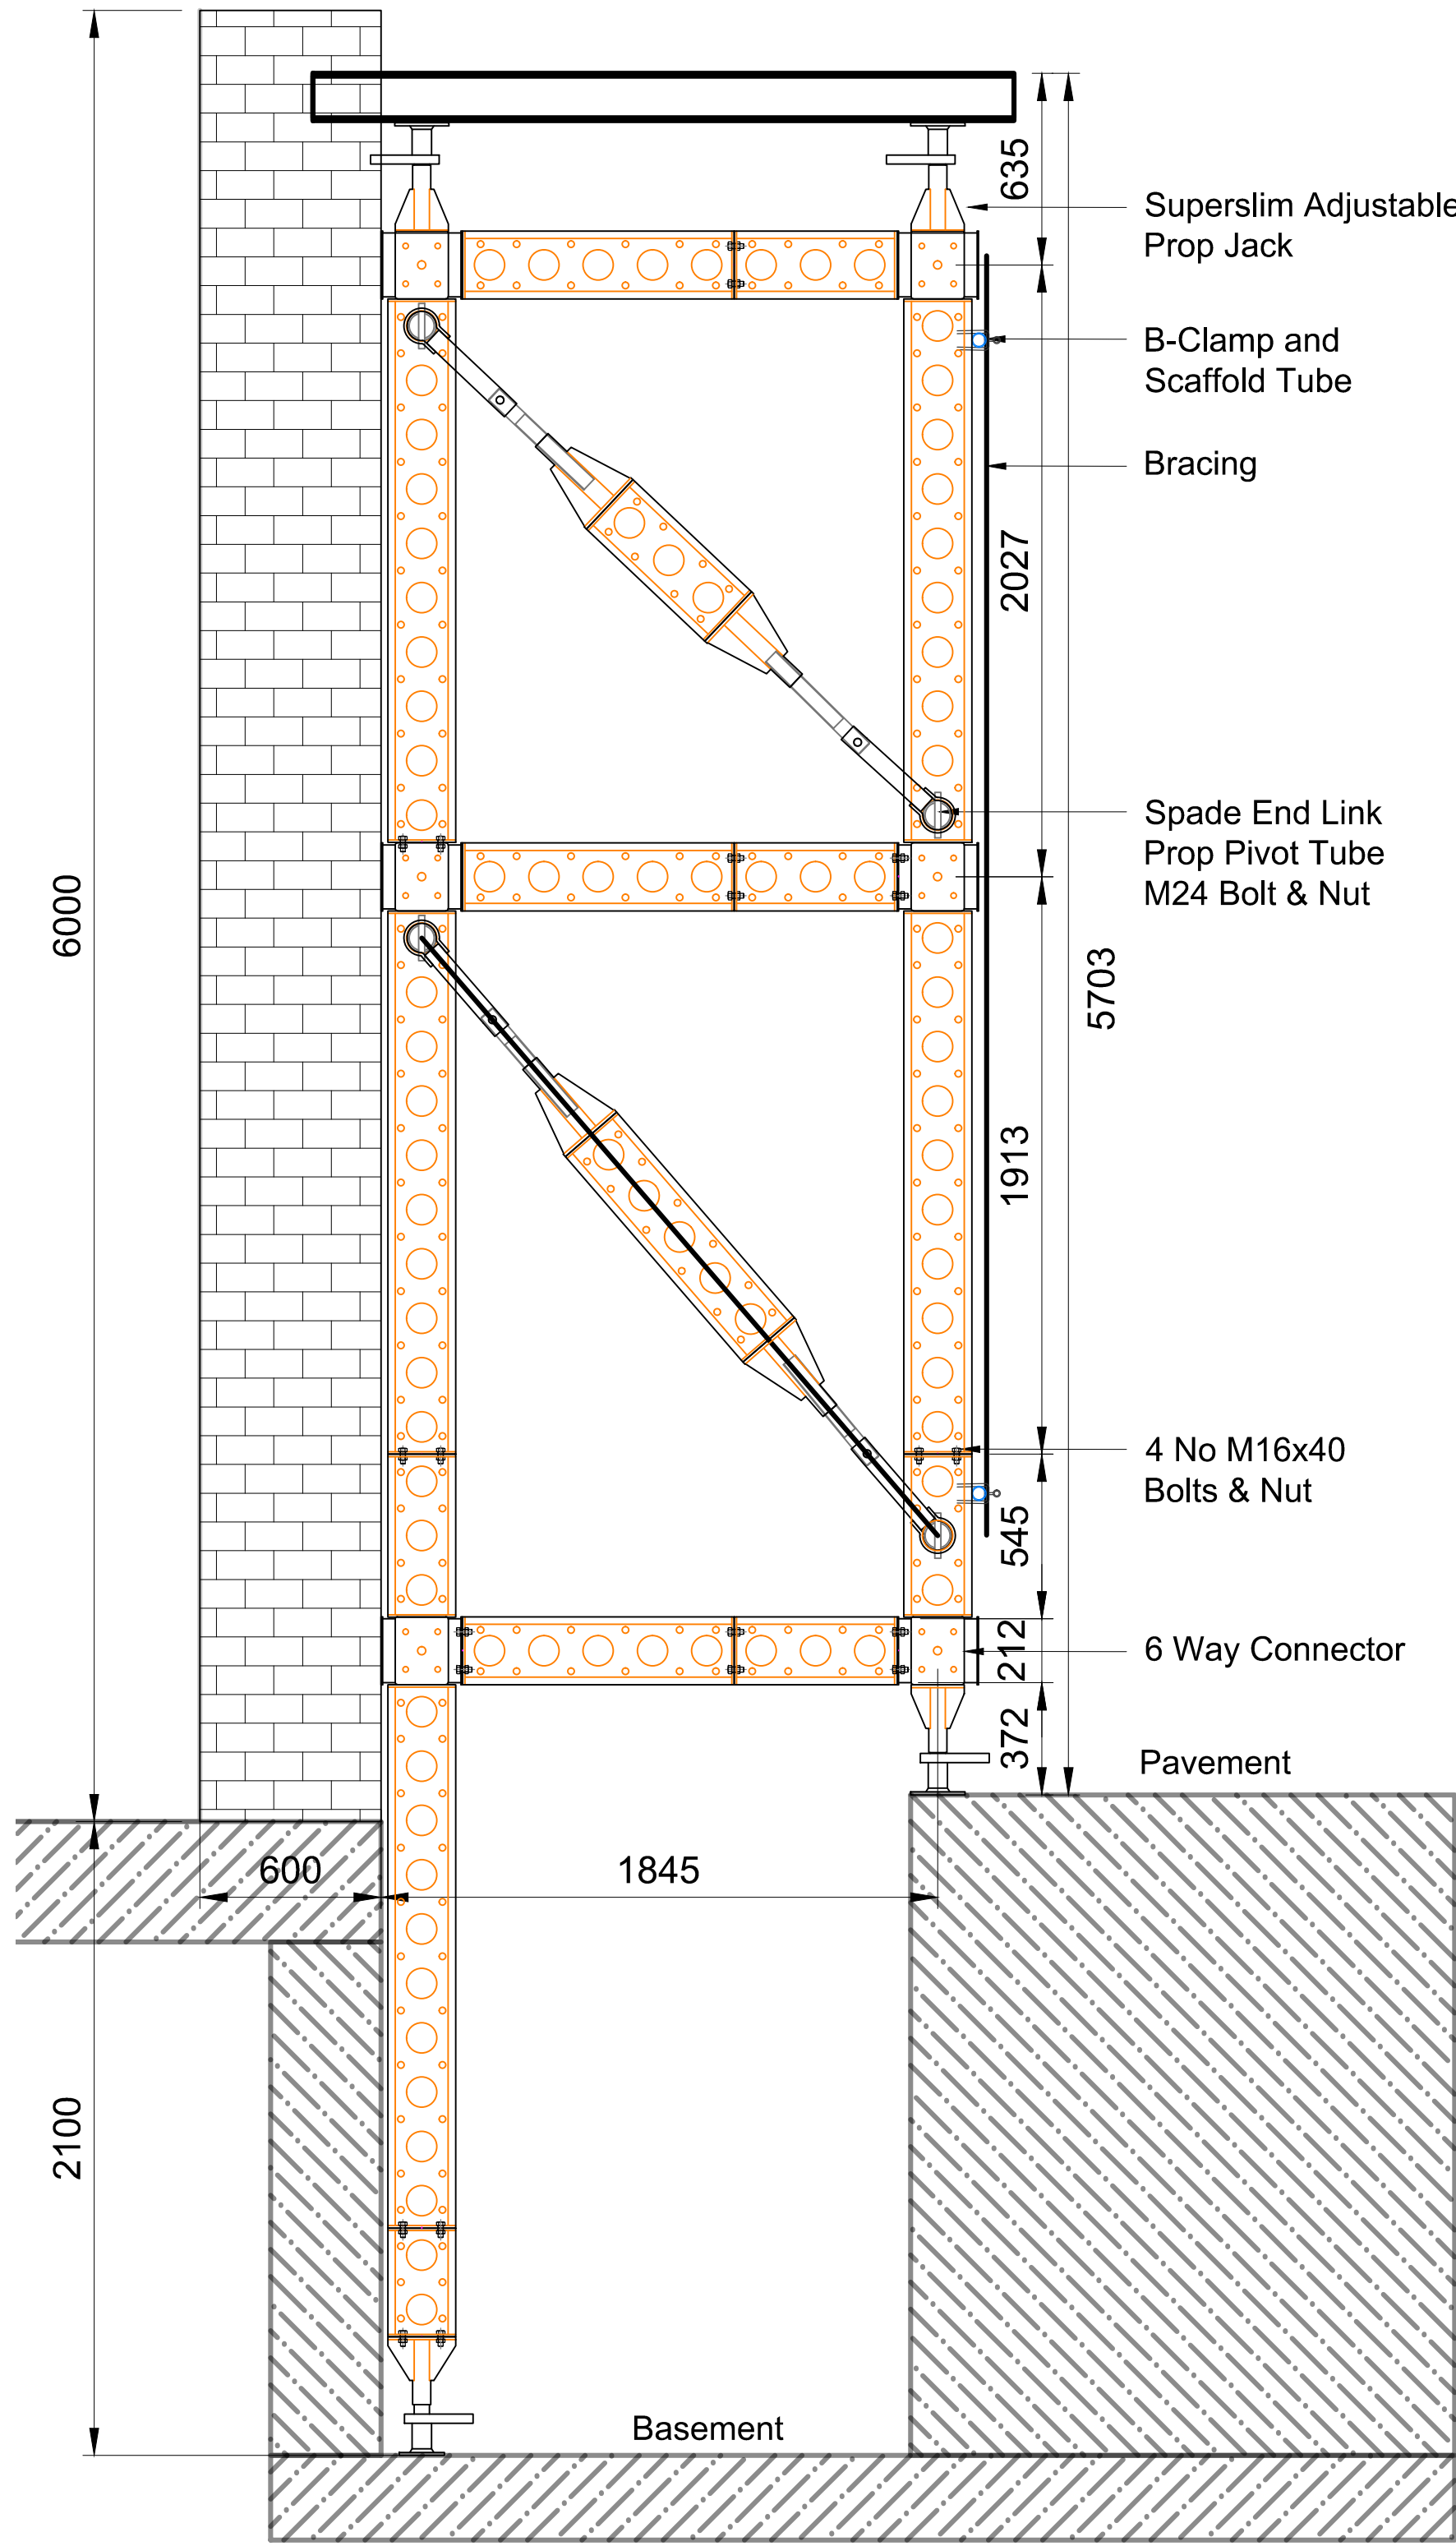 635
Superslim Adjustable
Prop Jack
B-Clamp and
Scaffold Tube
Bracing
2027
Spade End Link
Prop Pivot Tube
M24 Bolt & Nut
6000
5703
1913
4 No M16x40
Bolts & Nut
545
212
6 Way Connector
372
Pavement
600
1845
2100
Basement